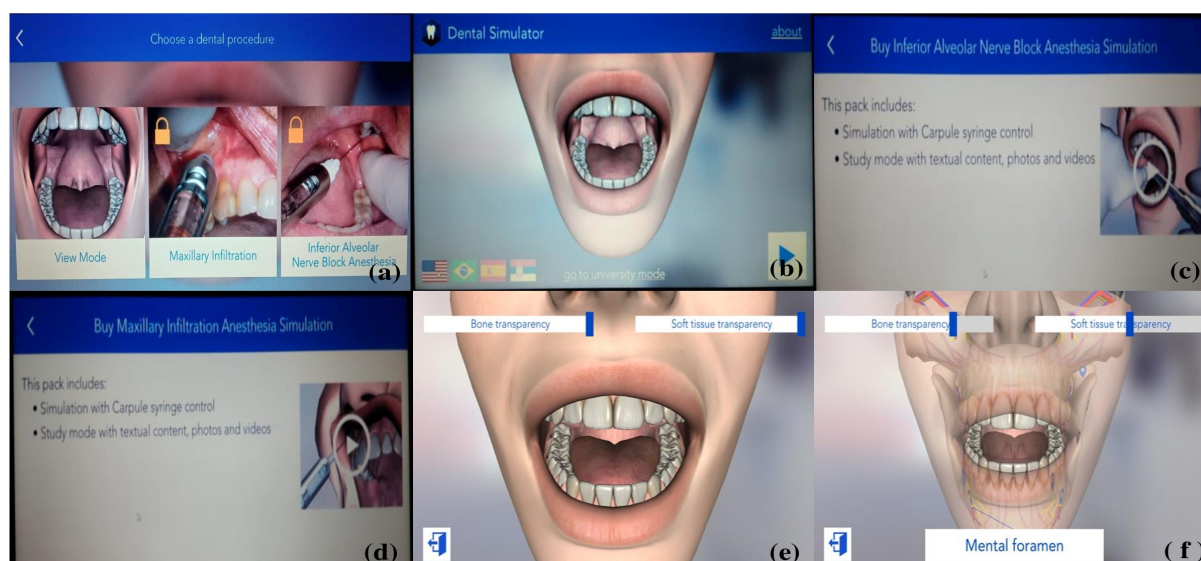 Choose a dental procedure
View Mode
Maxillary Infiltration
Inferior Alveolar
Nerve Block Anesthesia
(a)
Dental Simulator
about
go to university mode
(b)
Buy Inferior Alveolar Nerve Block Anesthesia Simulation
This pack includes:
• Simulation with Carpule syringe control
• Study mode with textual content, photos and videos
(c)
Buy Maxillary Infiltration Anesthesia Simulation
This pack includes:
• Simulation with Carpule syringe control
• Study mode with textual content, photos and videos
(d)
Bone transparency
Soft tissue transparency
(e)
Bone transparency
Soft tissue transparency
Mental foramen
( f )